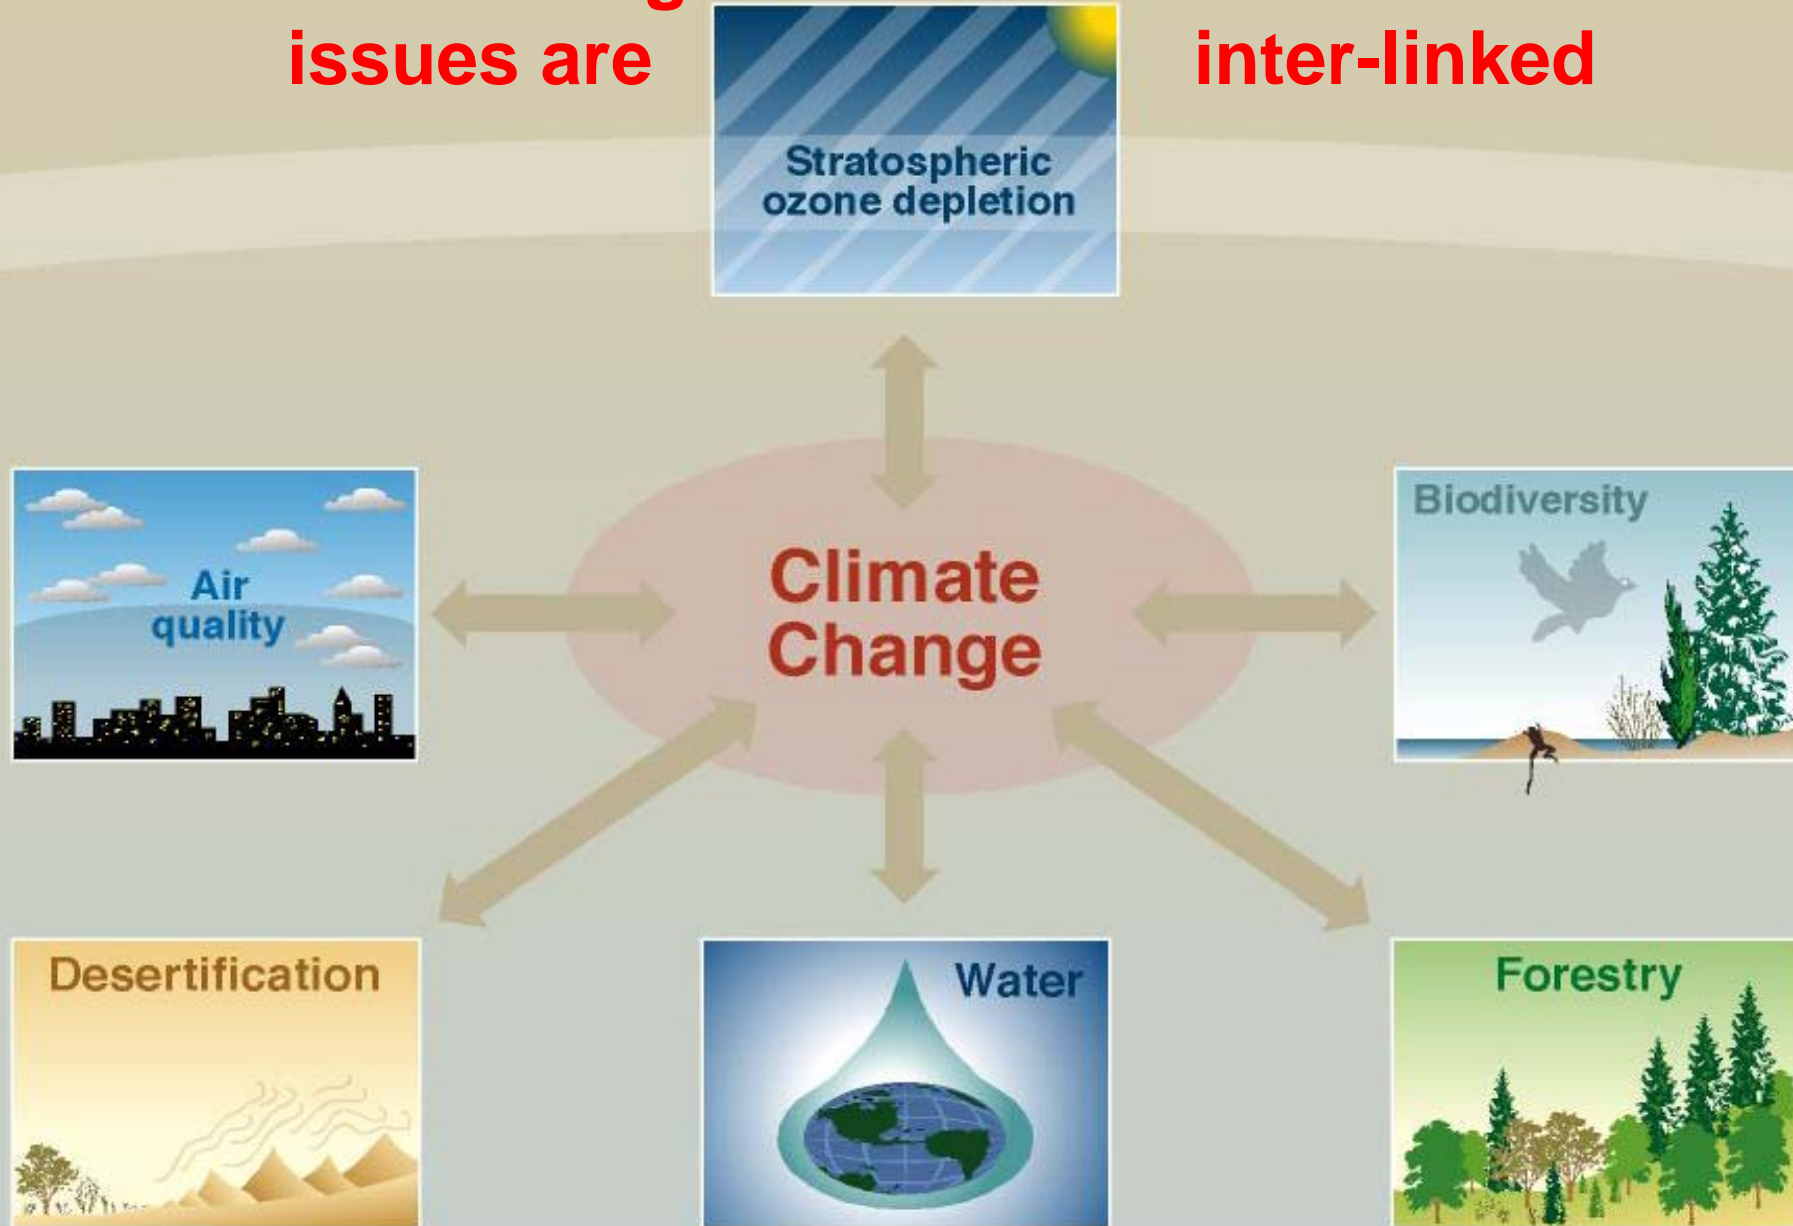 issues are inter-linked
Stratospheric
ozone depletion
Air
quality
Climate
Change
Biodiversity
Desertification
Water
Forestry